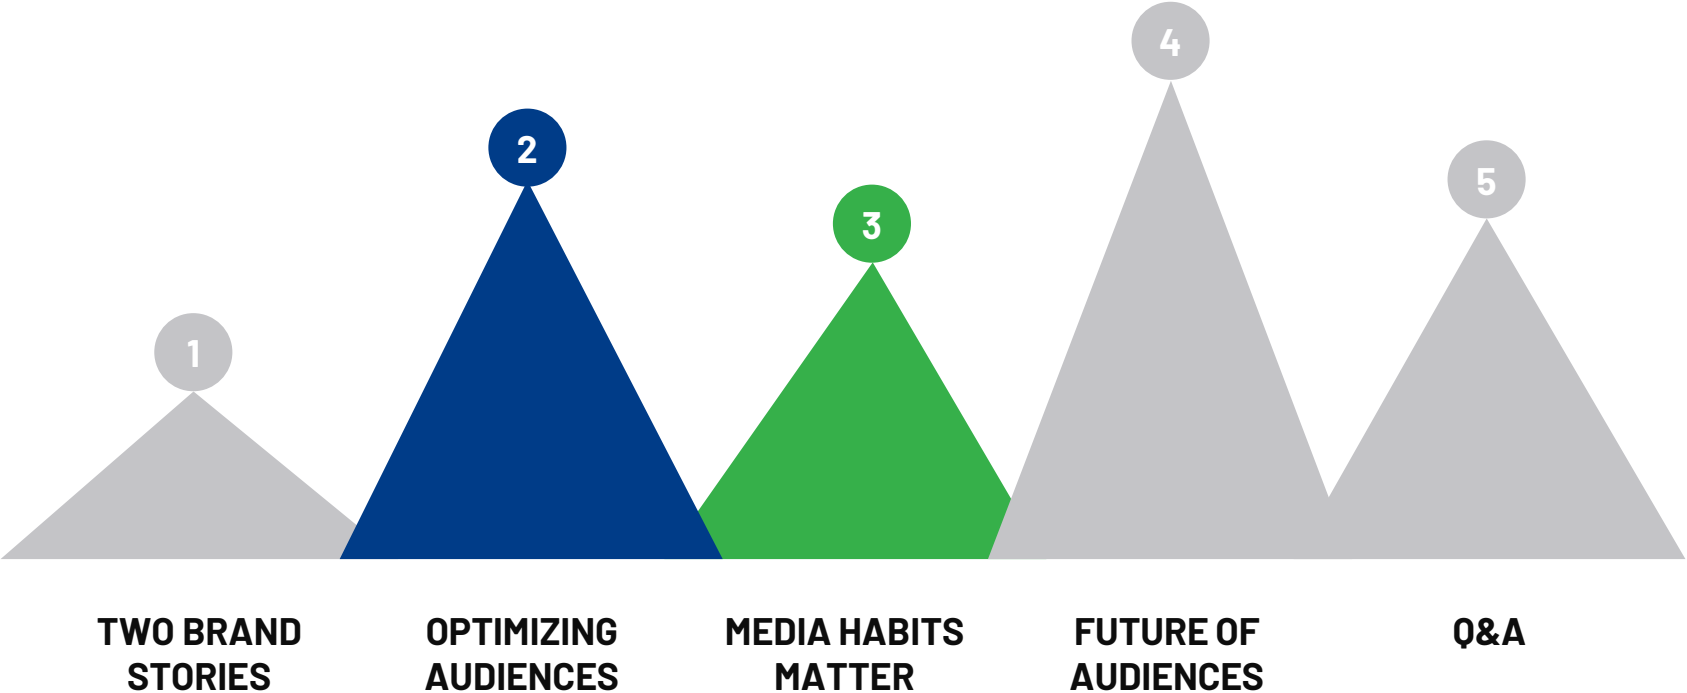 1
2
3
4
5
TWO BRAND
STORIES
OPTIMIZING
AUDIENCES
MEDIA HABITS
MATTER
FUTURE OF
AUDIENCES
Q&A